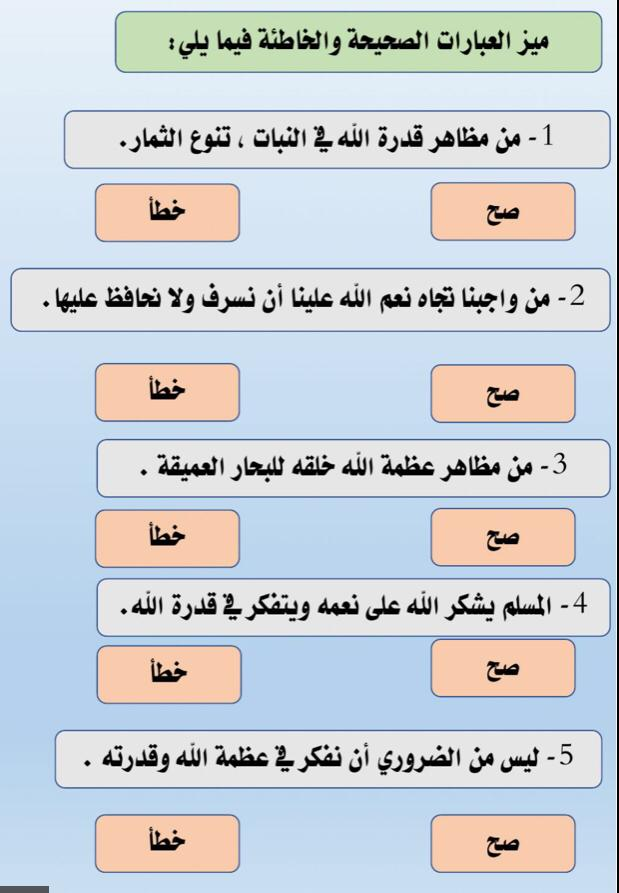 ميز العبارات الصحيحة والخاطئة فيما يلي :
1- من مظاهر قدرة الله في النبات ، تنوع الثمار.
صح خطأ
2- من واجبنا تجاه نعم الله علينا أن نسرف ولا نحافظ عليها .
صح خطأ
3- من مظاهر عظمة الله خلقه للبحار العميقة .
صح خطأ
4- المسلم يشكر الله على نعمه ويتفكر في قدرة الله.
صح خطأ
5- ليس من الضروري أن نفكر في عظمة الله وقدرته .
صح خطأ